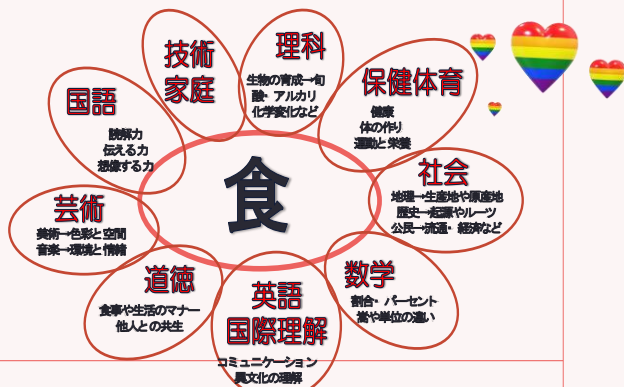 食
技術
家庭
理科
生物の育成→旬
酸・アルカリ
化学変化など
保健体育
健康
体の作り
運動と栄養
社会
地理→生産地や原産地
歴史→起源やルーツ
公民→流通・経済など
数学
割合・パーセント
嵩や単位の違い
英語
国際理解
コミュニケーション
異文化の理解
道徳
食事や生活のマナー
他人との共生
芸術
美術→色彩と空間
音楽→環境と情緒
国語
読解力
伝える力
想像する力